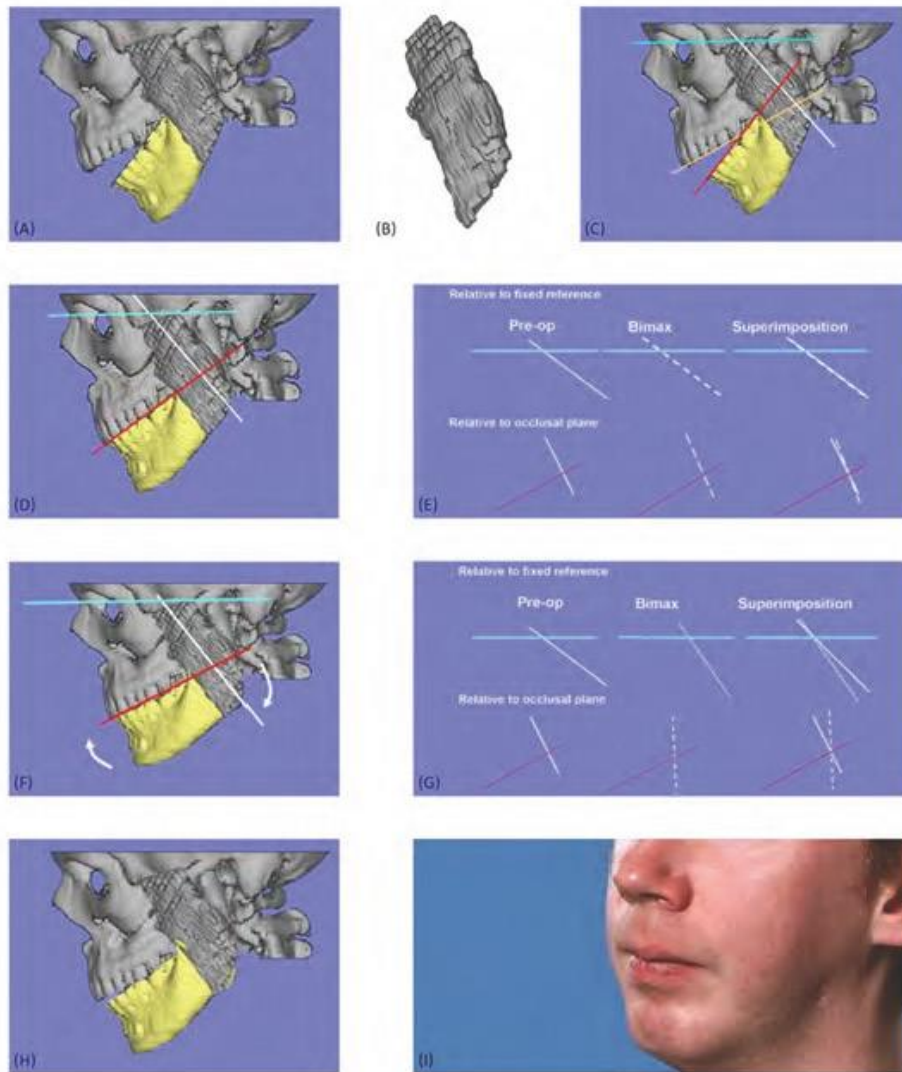 (A)
(B)
(C)
(D)
Relative to fixed reference
Pre-op Bimax Superimposition
Relative to occlusal plane
(E)
(F)
Relative to fixed reference
Pre-op Bimax Superimposition
Relative to occlusal plane
(G)
(H)
(I)